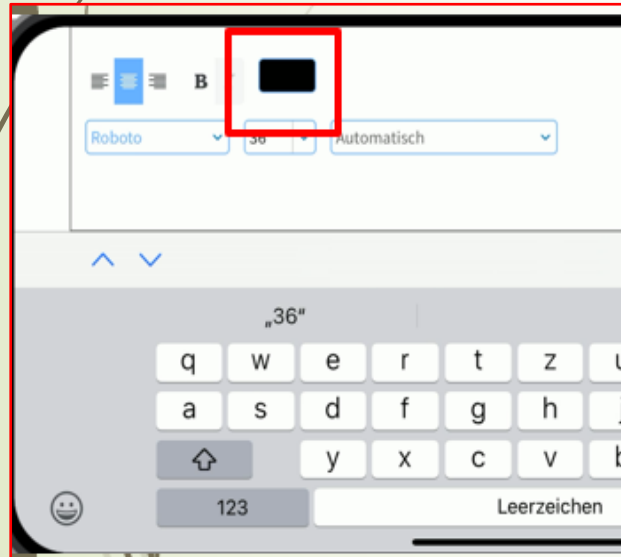 B
Roboto 36 Automatisch
„36"
q w e r t z
a s d f g h j
y x c v b
123 Leerzeichen